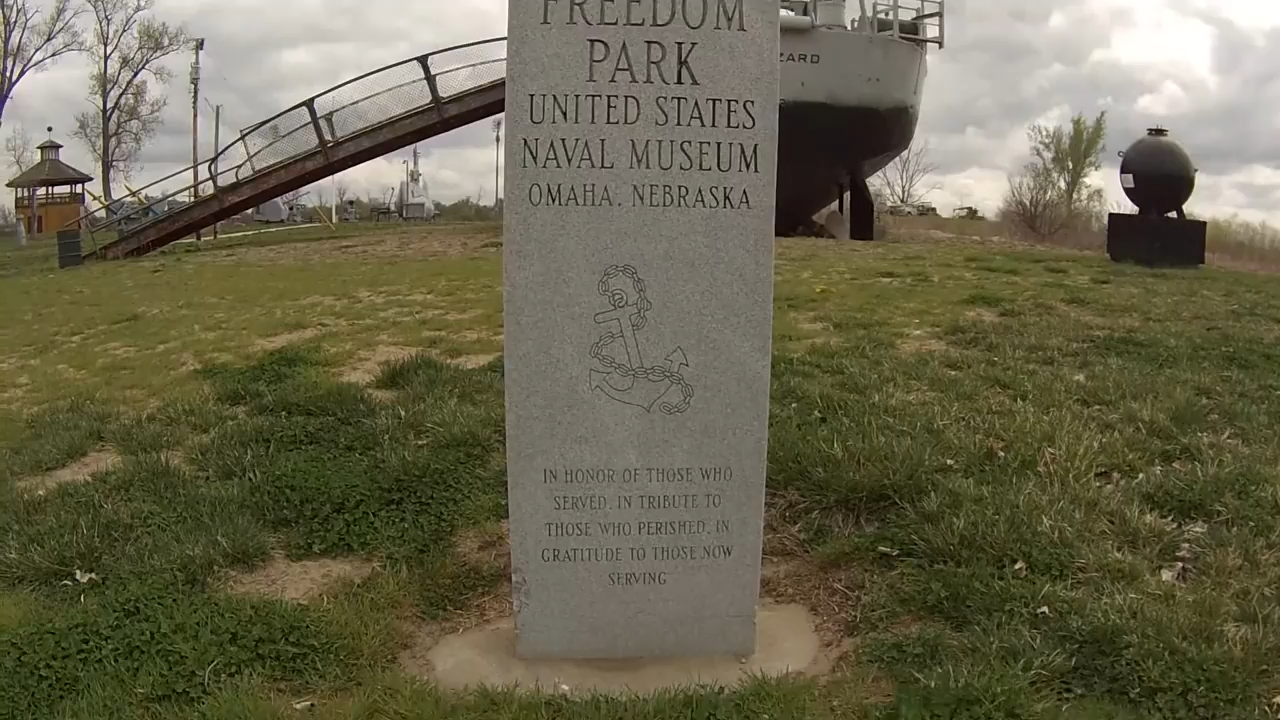 FREEDOM
PARK
UNITED STATES
NAVAL MUSEUM
OMAHA, NEBRASKA
ZARD
IN HONOR OF THOSE WHO
SERVED, IN TRIBUTE TO
THOSE WHO PERISHED, IN
GRATITUDE TO THOSE NOW
SERVING